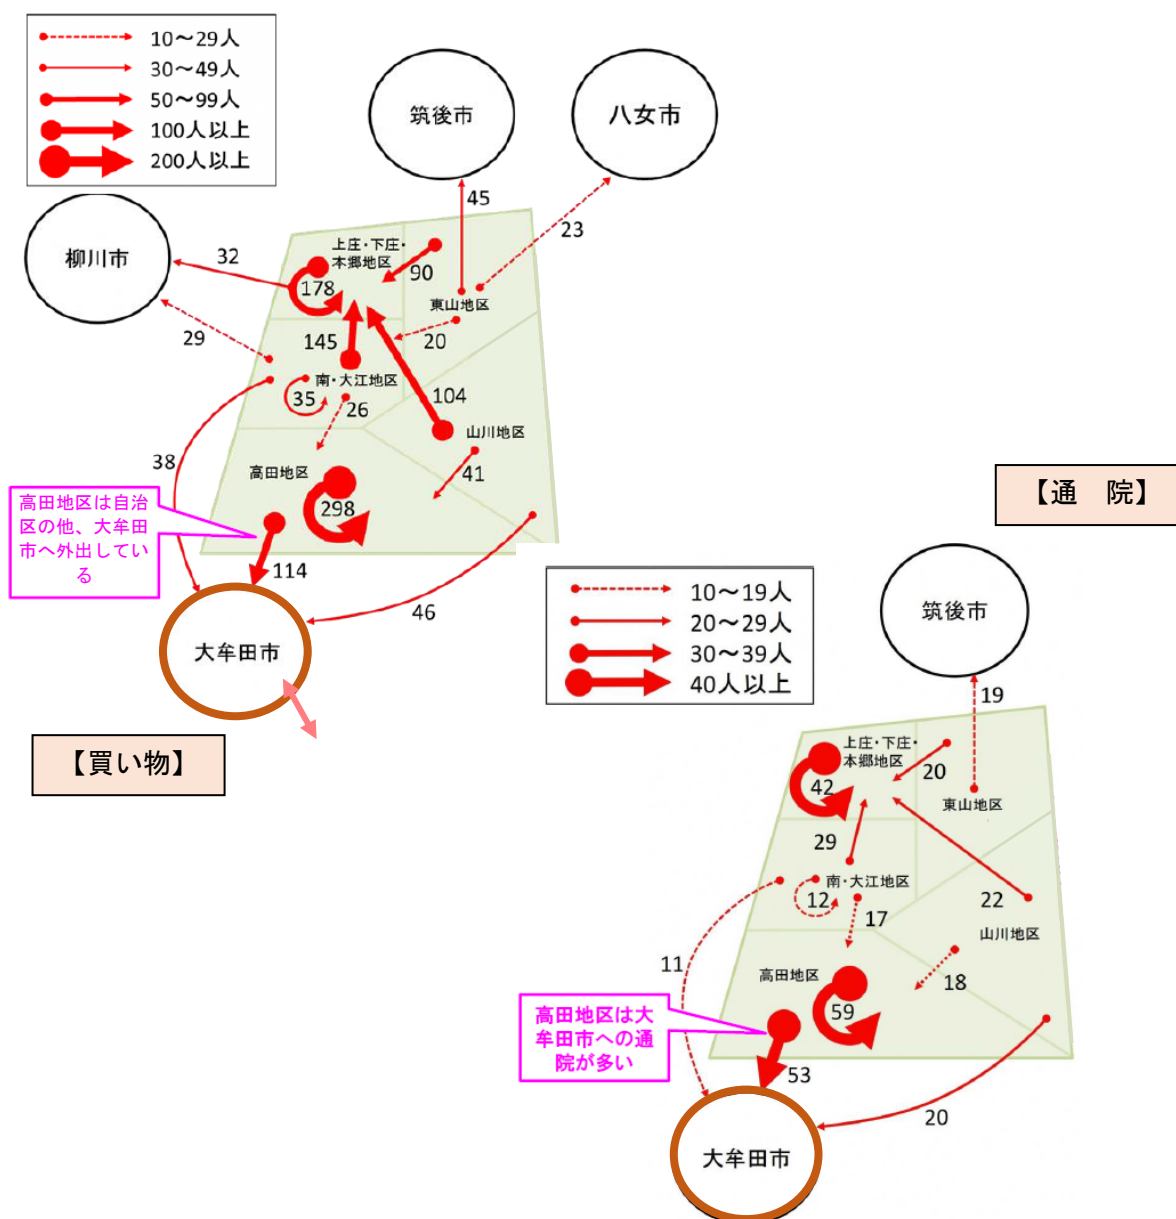 10～29人
30～49人
50～99人
100人以上
200人以上
筑後市
八女市
柳川市
45
23
32
上庄・下庄・
本郷地区
90
178
東山地区
29
145
20
南・大江地区
35
26
104
山川地区
38
高田地区
41
298
高田地区は自治
区の他、大牟田
市へ外出してい
る
114
46
大牟田市
【買い物】
【通　院】
10～19人
20～29人
30～39人
40人以上
筑後市
19
上庄・下庄・
本郷地区
20
42
東山地区
29
南・大江地区
12
17
22
山川地区
11
高田地区
18
59
高田地区は大
牟田市への通
院が多い
53
20
大牟田市